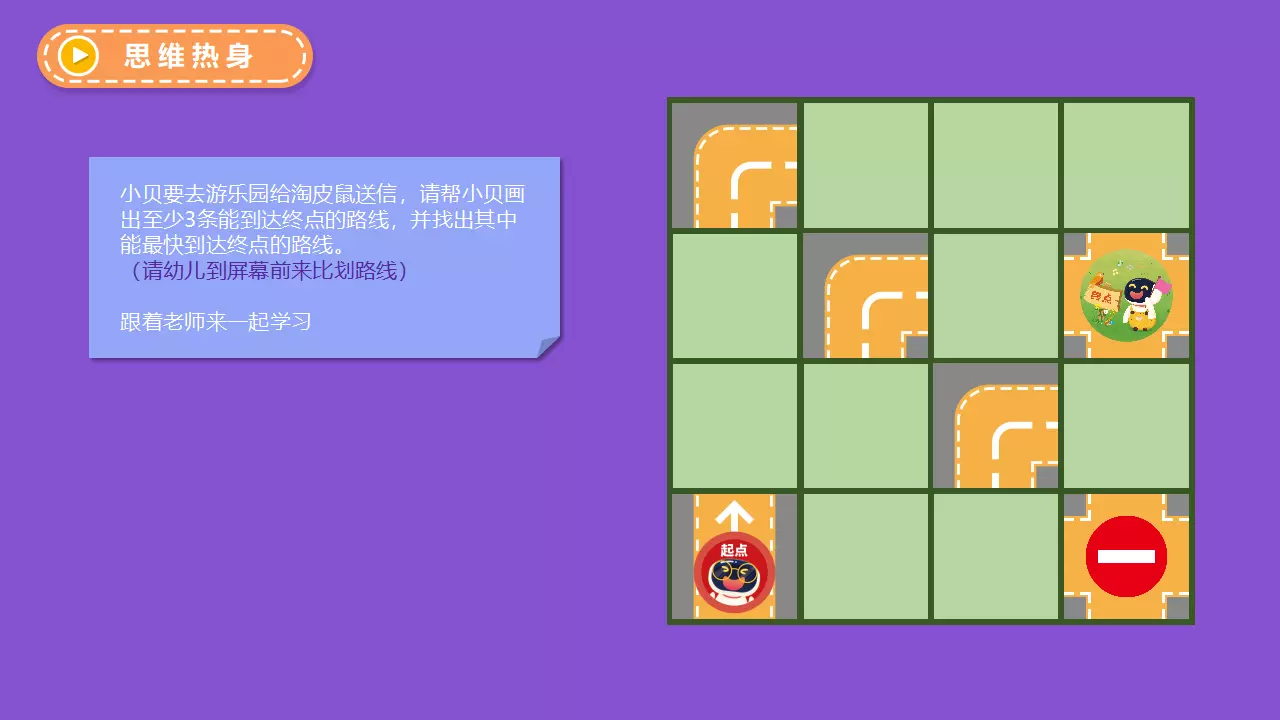 思维热身
小贝要去游乐园给淘皮鼠送信，请帮小贝画
出至少3条能到达终点的路线，并找出其中
能最快到达终点的路线。
（请幼儿到屏幕前来比划路线）
跟着老师来一起学习
终点
起点